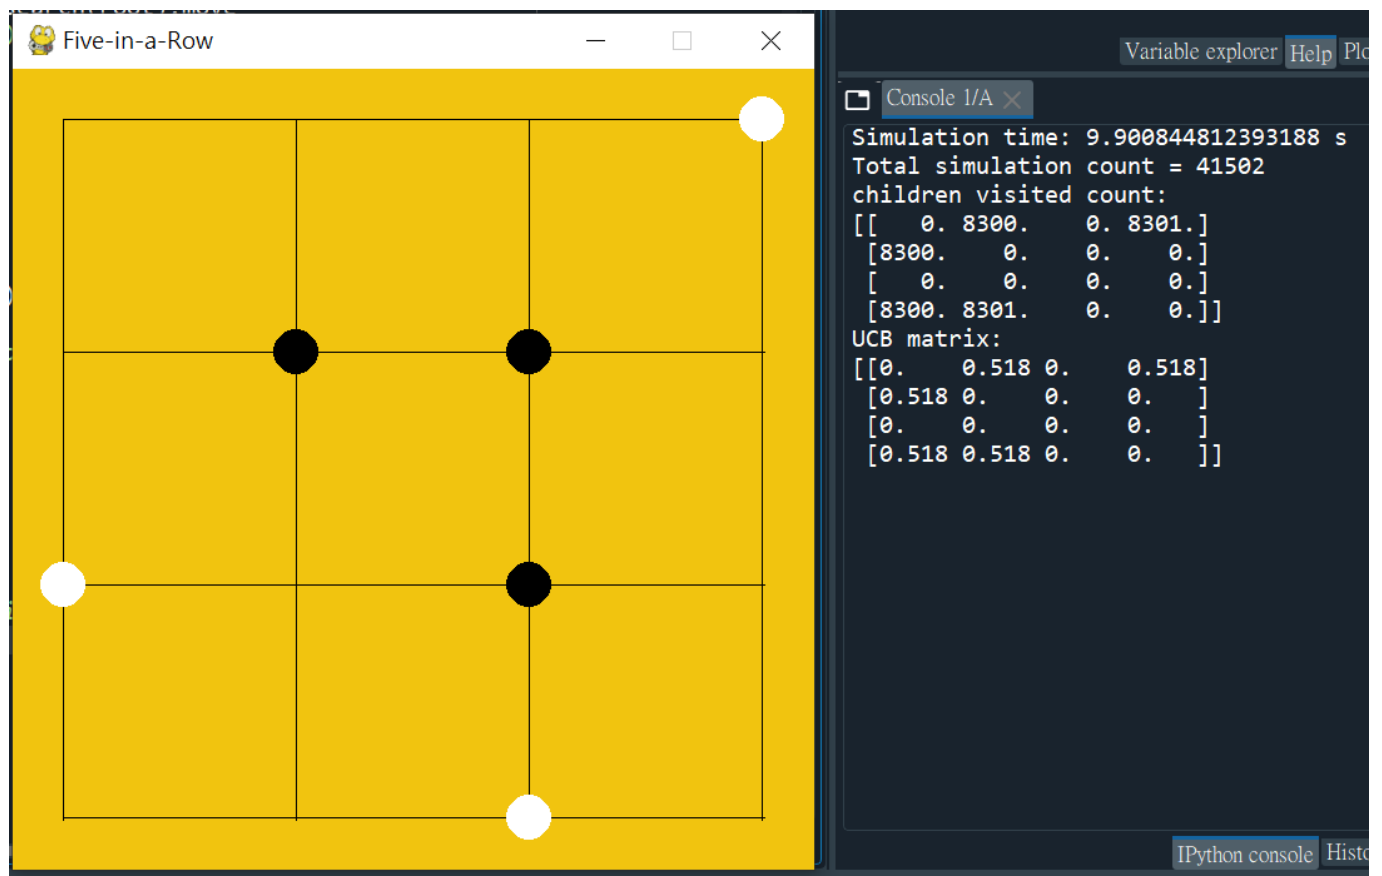 Five-in-a-Row
Variable explorer Help
Console 1/A
Simulation time: 9.900844812393188 s
Total simulation count = 41502
children visited count:
[[   0. 8300.    0. 8301.]
 [8300.    0.    0.    0.]
 [   0.    0.    0.    0.]
 [8300. 8301.    0.    0.]]
UCB matrix:
[[0.    0.518 0.    0.518]
 [0.518 0.    0.    0.   ]
 [0.    0.    0.    0.   ]
 [0.518 0.518 0.    0.   ]]
IPython console